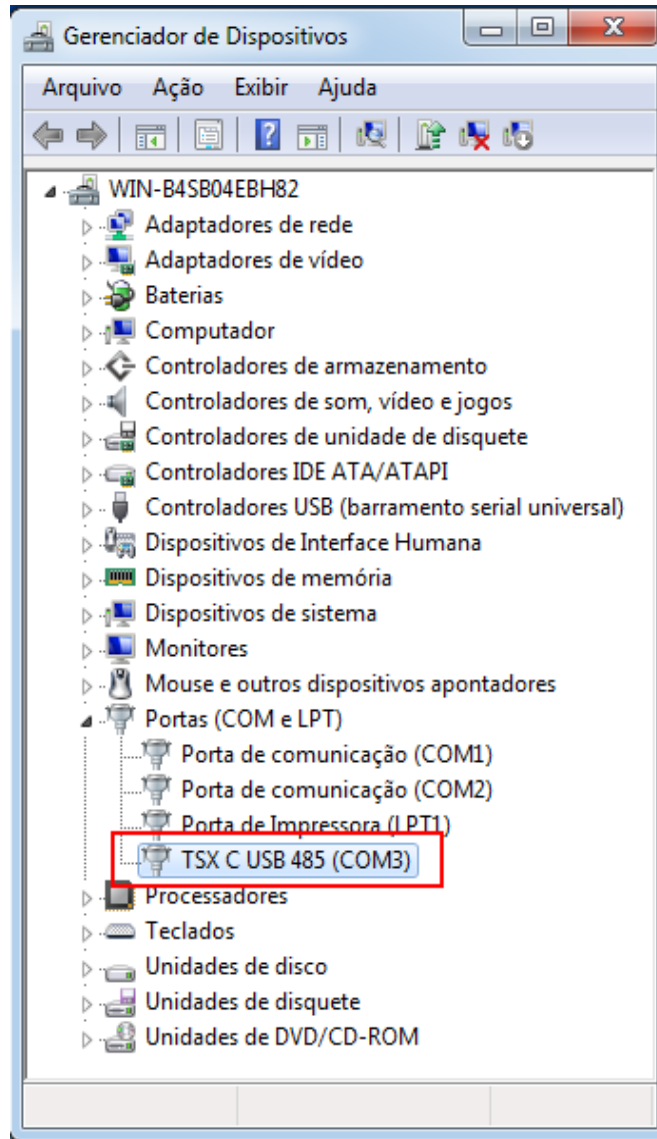 Gerenciador de Dispositivos
Arquivo Ação Exibir Ajuda
WIN-B4SB04EBH82
Adaptadores de rede
Adaptadores de vídeo
Baterias
Computador
Controladores de armazenamento
Controladores de som, vídeo e jogos
Controladores de unidade de disquete
Controladores IDE ATA/ATAPI
Controladores USB (barramento serial universal)
Dispositivos de Interface Humana
Dispositivos de memória
Dispositivos de sistema
Monitores
Mouse e outros dispositivos apontadores
Portas (COM e LPT)
Porta de comunicação (COM1)
Porta de comunicação (COM2)
Porta de Impressora (LPT1)
TSX C USB 485 (COM3)
Processadores
Teclados
Unidades de disco
Unidades de disquete
Unidades de DVD/CD-ROM